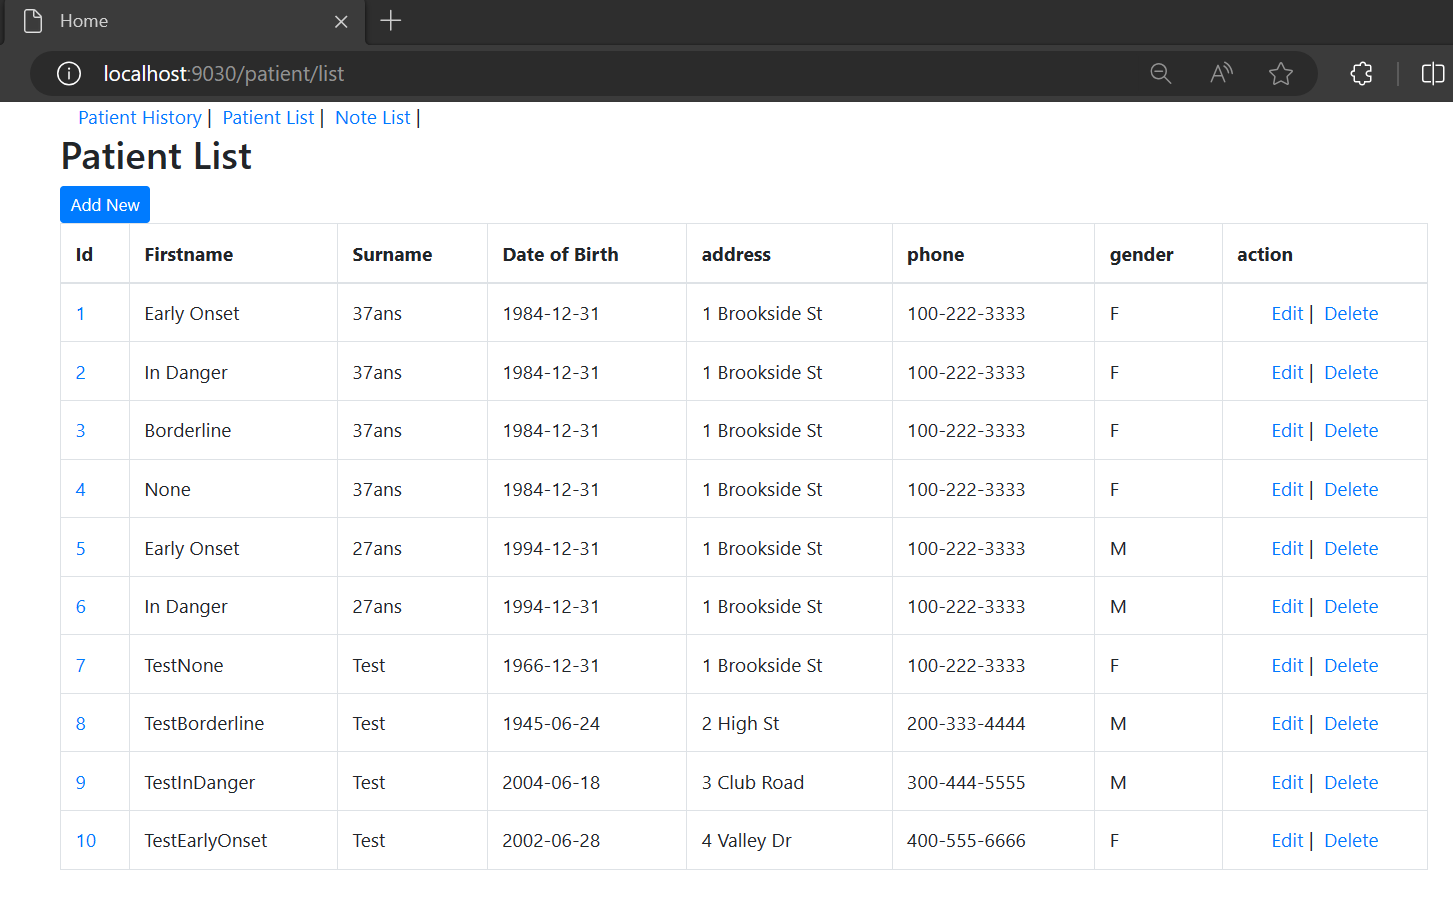 Home
localhost:9030/patient/list
Patient History | Patient List | Note List |
Patient List
Add New
Id Firstname Surname Date of Birth address phone gender action
1 Early Onset 37ans 1984-12-31 1 Brookside St 100-222-3333 F Edit | Delete
2 In Danger 37ans 1984-12-31 1 Brookside St 100-222-3333 F Edit | Delete
3 Borderline 37ans 1984-12-31 1 Brookside St 100-222-3333 F Edit | Delete
4 None 37ans 1984-12-31 1 Brookside St 100-222-3333 F Edit | Delete
5 Early Onset 27ans 1994-12-31 1 Brookside St 100-222-3333 M Edit | Delete
6 In Danger 27ans 1994-12-31 1 Brookside St 100-222-3333 M Edit | Delete
7 TestNone Test 1966-12-31 1 Brookside St 100-222-3333 F Edit | Delete
8 TestBorderline Test 1945-06-24 2 High St 200-333-4444 M Edit | Delete
9 TestInDanger Test 2004-06-18 3 Club Road 300-444-5555 M Edit | Delete
10 TestEarlyOnset Test 2002-06-28 4 Valley Dr 400-555-6666 F Edit | Delete